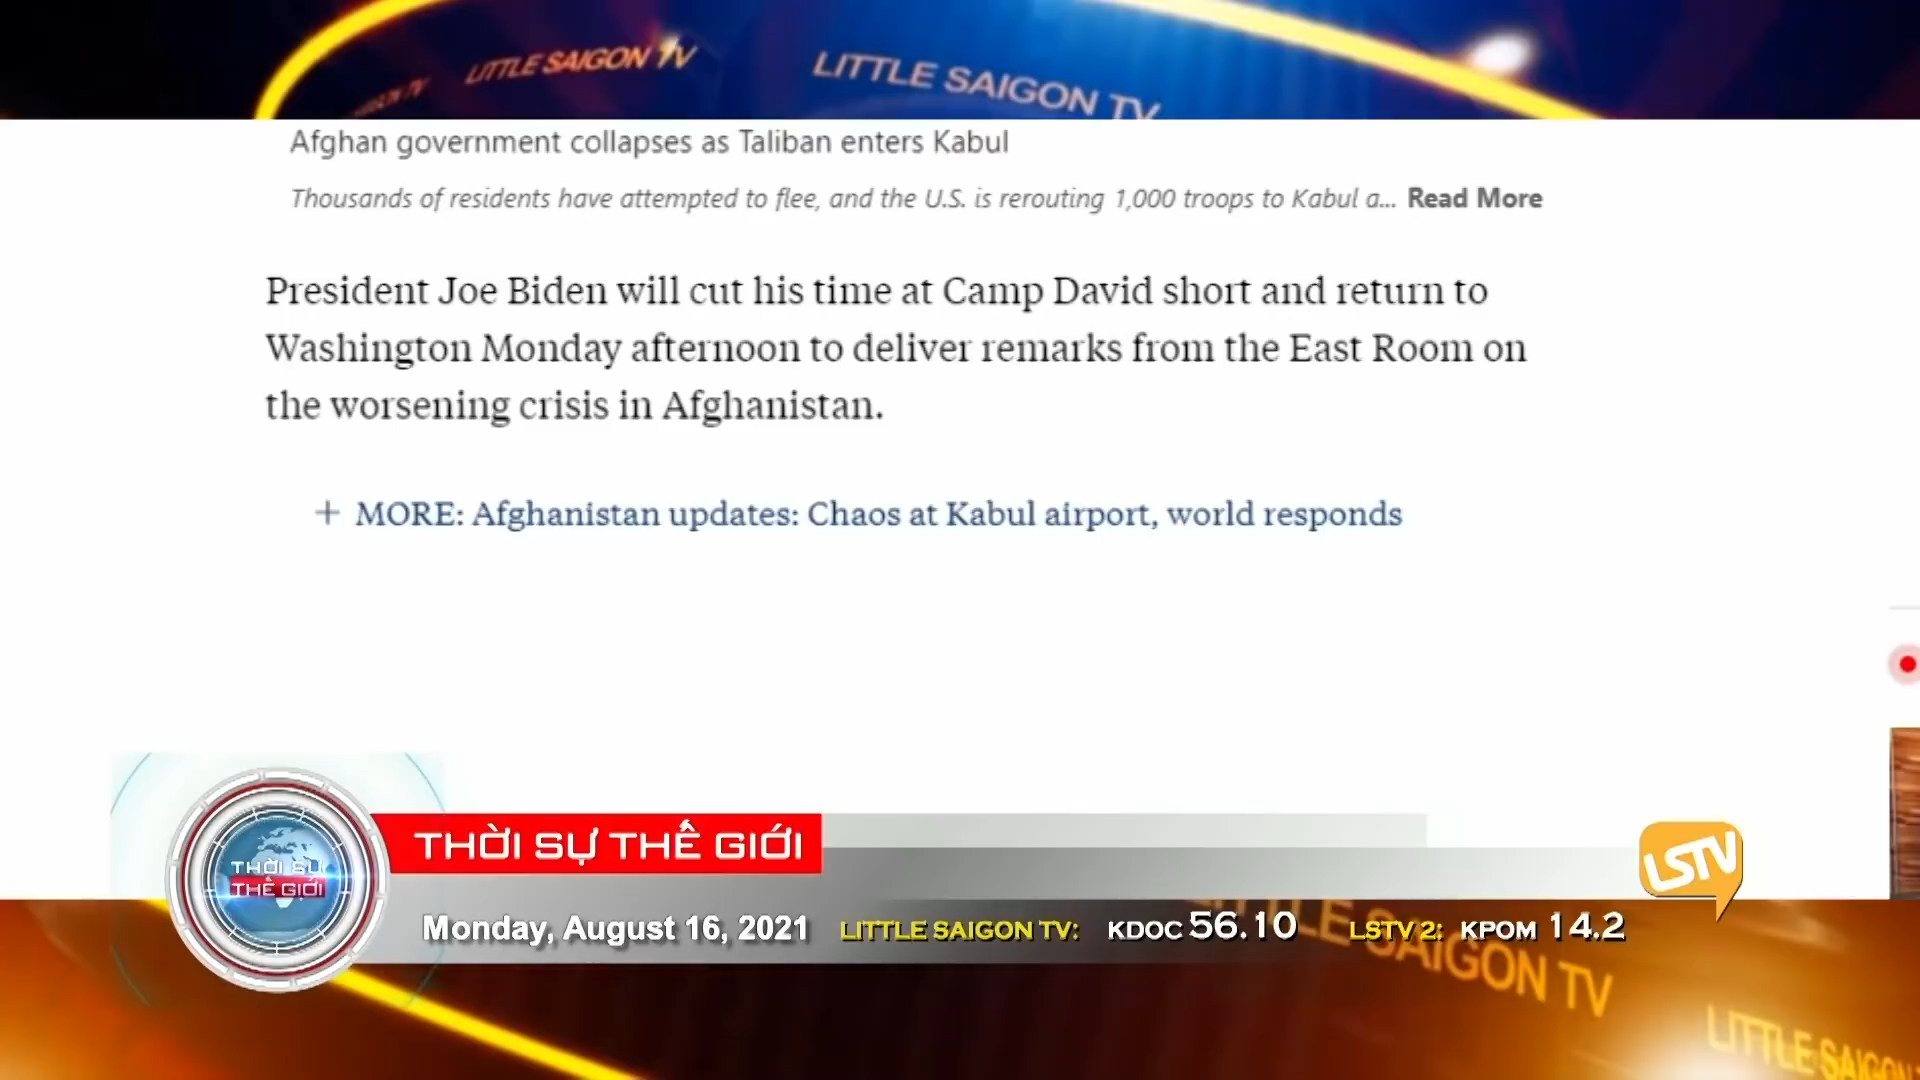 LITTLE SAIGON TV
LITTLE SAIGON TV
SAIGON TV
Afghan government collapses as Taliban enters Kabul
Thousands of residents have attempted to flee, and the U.S. is rerouting 1,000 troops to Kabul a... Read More
President Joe Biden will cut his time at Camp David short and return to
Washington Monday afternoon to deliver remarks from the East Room on
the worsening crisis in Afghanistan.
+ MORE: Afghanistan updates: Chaos at Kabul airport, world responds
THỜI SỰ THẾ GIỚI
LSTV
THỜI SỰ
THẾ GIỚI
Monday, August 16, 2021 LITTLE SAIGON TV: KDOC 56.10 LSTV 2: KPOM 14.2
LITTLE SAIGON TV
LITTLE SAIGON